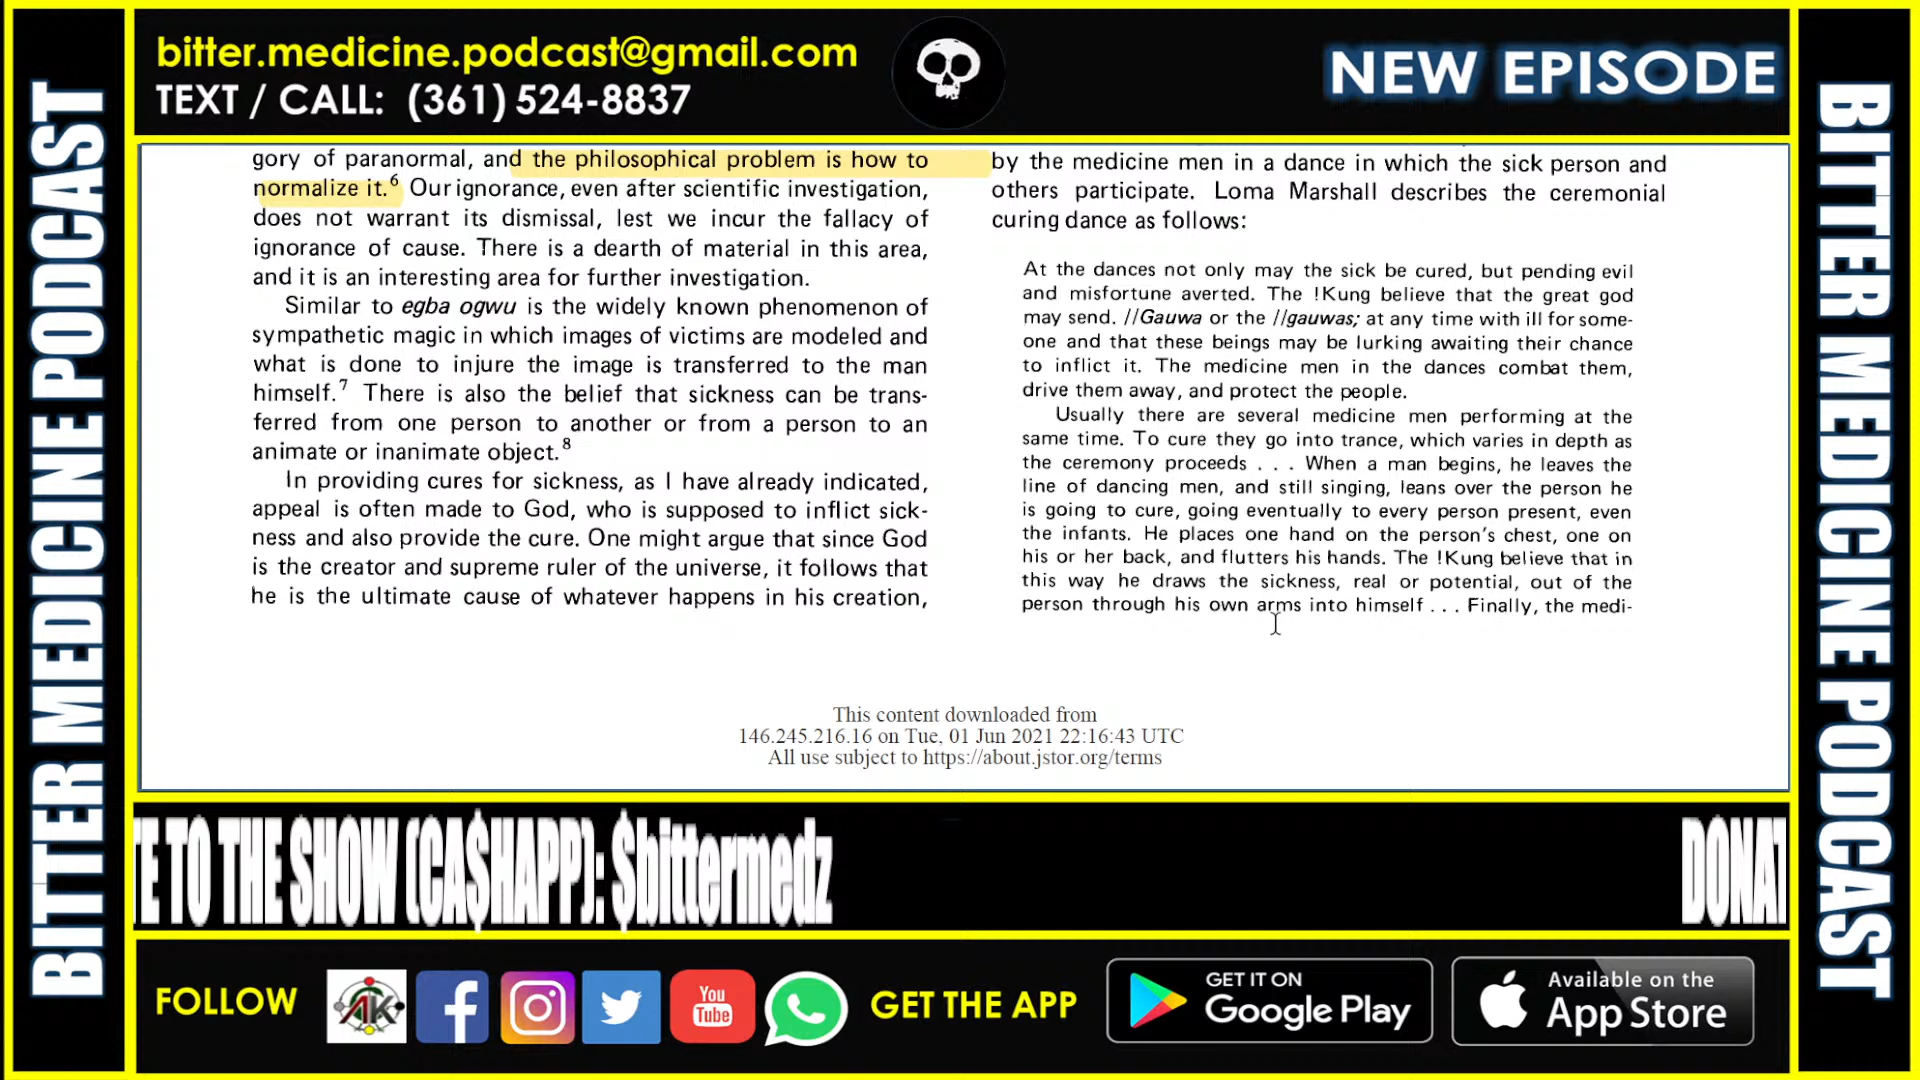 bitter.medicine.podcast@gmail.com
TEXT / CALL: (361) 524-8837
NEW EPISODE
BITTER MEDICINE PODCAST
gory of paranormal, and the philosophical problem is how to
normalize it.6 Our ignorance, even after scientific investigation,
does not warrant its dismissal, lest we incur the fallacy of
ignorance of cause. There is a dearth of material in this area,
and it is an interesting area for further investigation.
Similar to egba ogwu is the widely known phenomenon of
sympathetic magic in which images of victims are modeled and
what is done to injure the image is transferred to the man
himself.7 There is also the belief that sickness can be trans-
ferred from one person to another or from a person to an
animate or inanimate object.8
In providing cures for sickness, as I have already indicated,
appeal is often made to God, who is supposed to inflict sick-
ness and also provide the cure. One might argue that since God
is the creator and supreme ruler of the universe, it follows that
he is the ultimate cause of whatever happens in his creation,
by the medicine men in a dance in which the sick person and
others participate. Loma Marshall describes the ceremonial
curing dance as follows:
At the dances not only may the sick be cured, but pending evil
and misfortune averted. The !Kung believe that the great god
may send. //Gauwa or the //gauwas; at any time with ill for some-
one and that these beings may be lurking awaiting their chance
to inflict it. The medicine men in the dances combat them,
drive them away, and protect the people.
Usually there are several medicine men performing at the
same time. To cure they go into trance, which varies in depth as
the ceremony proceeds . . . When a man begins, he leaves the
line of dancing men, and still singing, leans over the person he
is going to cure, going eventually to every person present, even
the infants. He places one hand on the person's chest, one on
his or her back, and flutters his hands. The !Kung believe that in
this way he draws the sickness, real or potential, out of the
person through his own arms into himself . . . Finally, the medi-
This content downloaded from
146.245.216.16 on Tue, 01 Jun 2021 22:16:43 UTC
All use subject to https://about.jstor.org/terms
BITTER MEDICINE PODCAST
TE TO THE SHOW (CA$HAPP): $bittermedz
DONAT
FOLLOW
AK
You
Tube
GET THE APP
GET IT ON
Google Play
Available on the
App Store